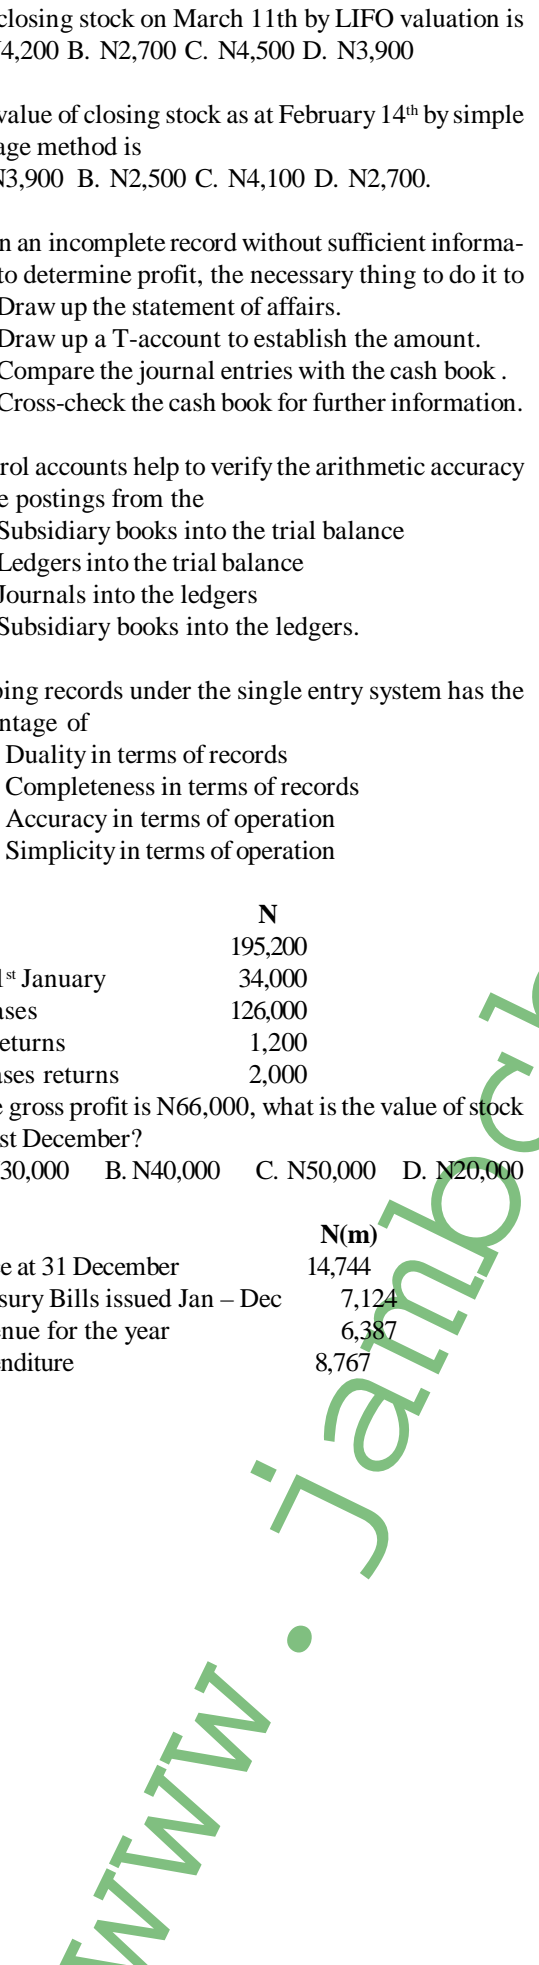 closing stock on March 11th by LIFO valuation is
4,200 B. N2,700 C. N4,500 D. N3,900
value of closing stock as at February 14th by simple
age method is
N3,900 B. N2,500 C. N4,100 D. N2,700.
n an incomplete record without sufficient informa-
to determine profit, the necessary thing to do it to
Draw up the statement of affairs.
Draw up a T-account to establish the amount.
Compare the journal entries with the cash book .
Cross-check the cash book for further information.
rol accounts help to verify the arithmetic accuracy
e postings from the
Subsidiary books into the trial balance
Ledgers into the trial balance
Journals into the ledgers
Subsidiary books into the ledgers.
ping records under the single entry system has the
ntage of
Duality in terms of records
Completeness in terms of records
Accuracy in terms of operation
Simplicity in terms of operation
N
195,200
1st January 34,000
ases 126,000
eturns 1,200
ases returns 2,000
e gross profit is N66,000, what is the value of stock
st December?
30,000 B. N40,000 C. N50,000 D. N20,000
N(m)
e at 31 December 14,744
sury Bills issued Jan – Dec 7,124
enue for the year 6,387
nditure 8,767
www.jamb